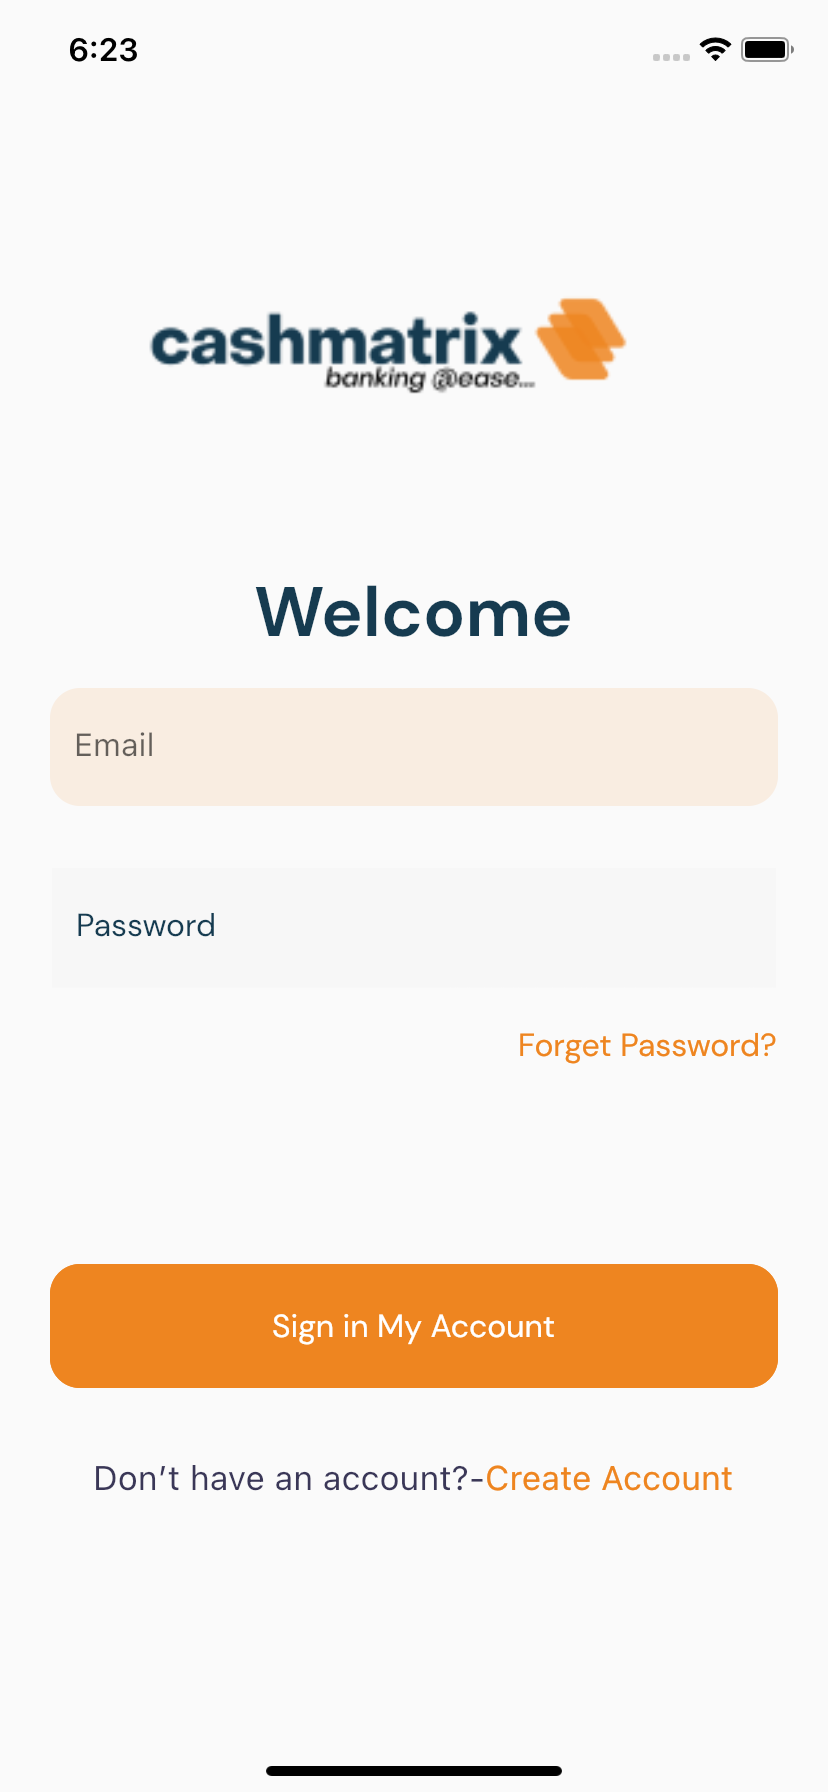 6:23
cashmatrix
banking @ease...
Welcome
Email
Password
Forget Password?
Sign in My Account
Don’t have an account?-Create Account